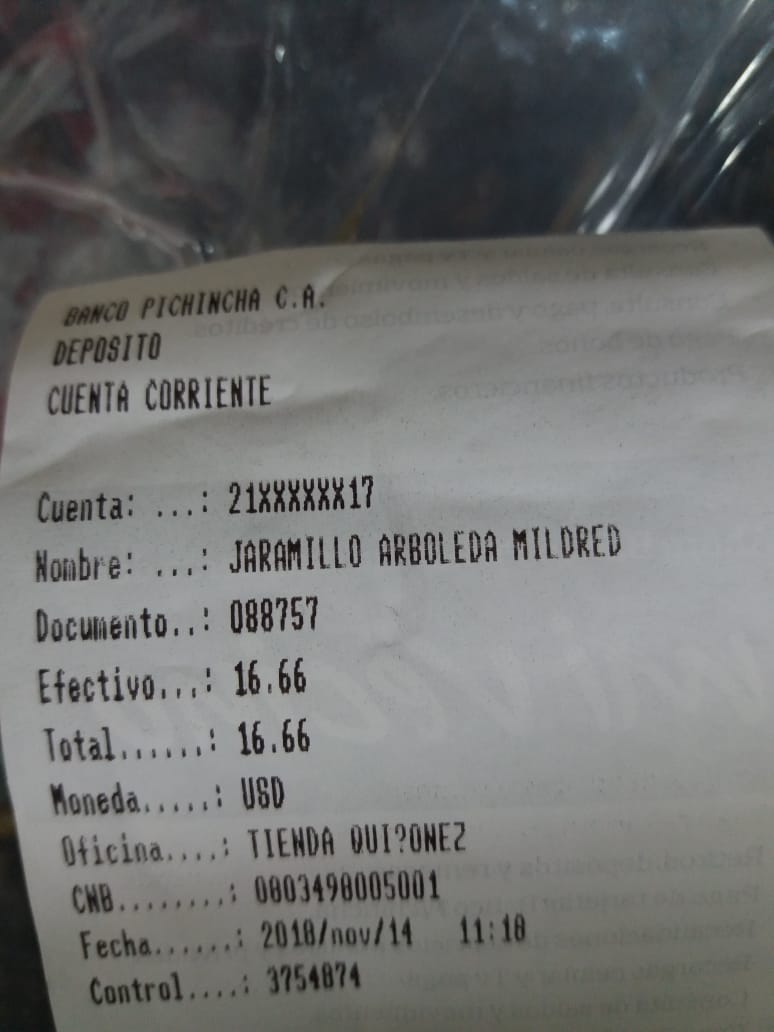 BANCO PICHINCHA C.A.
DEPOSITO
CUENTA CORRIENTE
Cuenta: ...: 21XXXXXX17
Nombre: ...: JARAMILLO ARBOLEDA MILDRED
Documento..: 088757
Efectivo...: 16.66
Total......: 16.66
Moneda.....: USD
Oficina....: TIENDA QUI?ONEZ
CNB........: 0803498005001
Fecha......: 2018/nov/14 11:18
Control....: 3754874